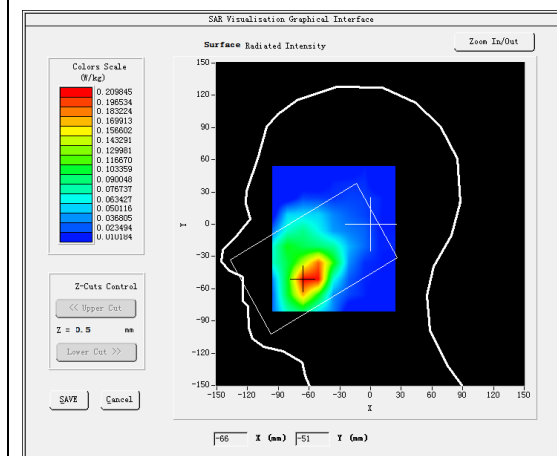 SAR Visualisation Graphical Interface
Surface Radiated Intensity
Zoom In/Out
Colors Scale
(W/kg)
0.209845
0.196534
0.183224
0.169913
0.156602
0.143291
0.129981
0.116670
0.103359
0.090048
0.076737
0.063427
0.050116
0.036805
0.023494
0.010184
150
120
90
60
30
0
-30
-60
-90
-120
-150
Y
-150 -120 -90 -60 -30 0 30 60 90 120 150
X
Z-Cuts Control
<< Upper Cut
Z = 0.5 mm
Lower Cut >>
SAVE Cancel
-66 X (mm) -51 Y (mm)